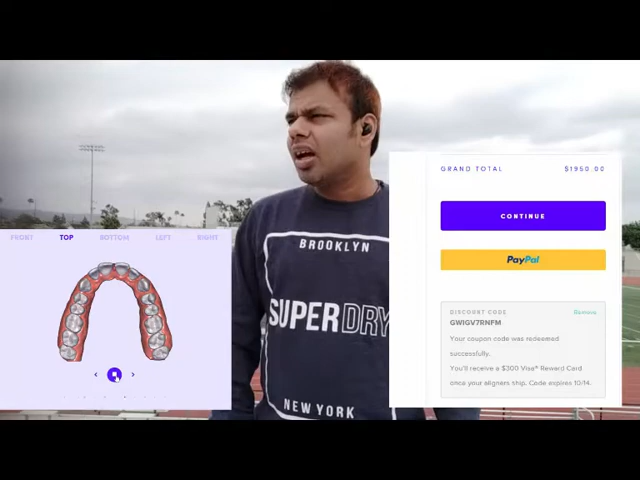 GRAND TOTAL $1950.00
CONTINUE
PayPal
DISCOUNT CODE Remove
GWIGV7RNFM
Your coupon code was redeemed
successfully.
You'll receive a $300 Visa® Reward Card
once your aligners ship. Code expires 10/14.
FRONT TOP BOTTOM LEFT RIGHT
BROOKLYN
SUPERDRY
NEW YORK